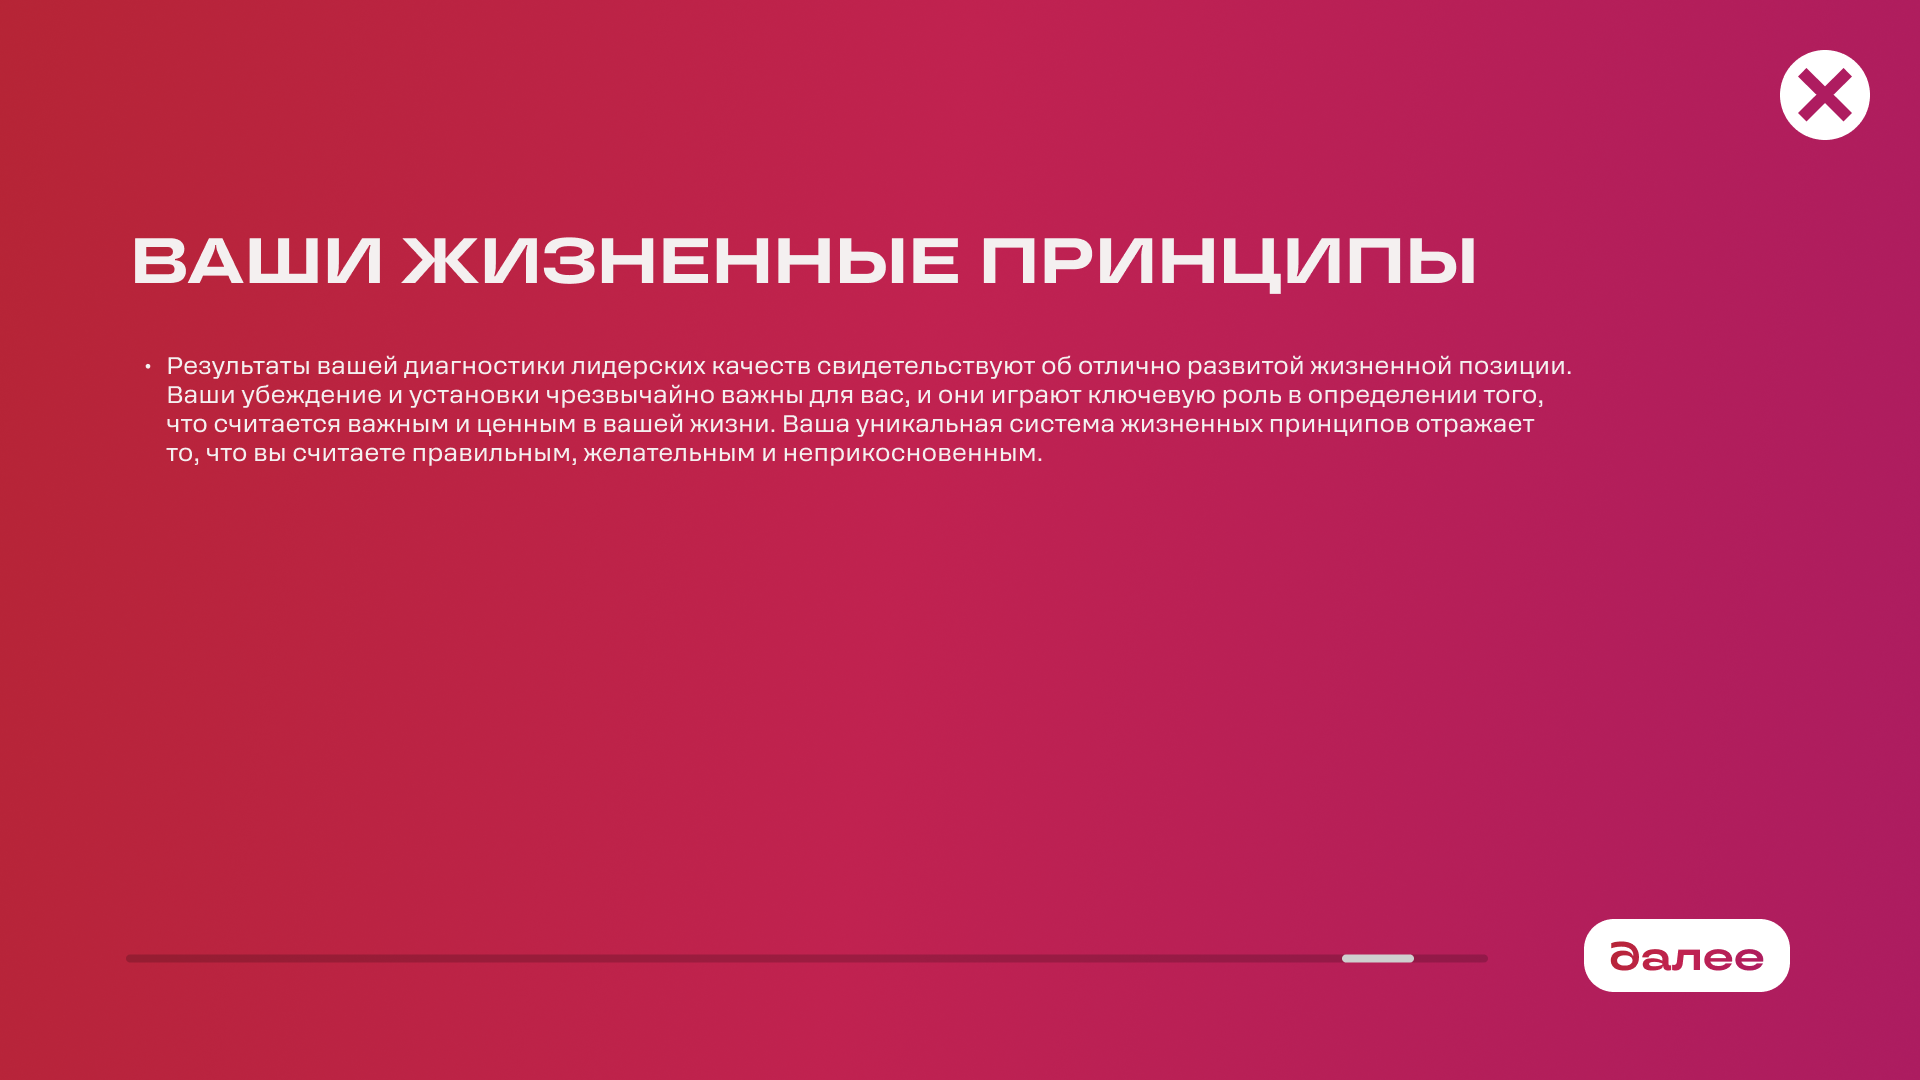 ВАШИ ЖИЗНЕННЫЕ ПРИНЦИПЫ
• Результаты вашей диагностики лидерских качеств свидетельствуют об отлично развитой жизненной позиции.
Ваши убеждение и установки чрезвычайно важны для вас, и они играют ключевую роль в определении того,
что считается важным и ценным в вашей жизни. Ваша уникальная система жизненных принципов отражает
то, что вы считаете правильным, желательным и неприкосновенным.
далее